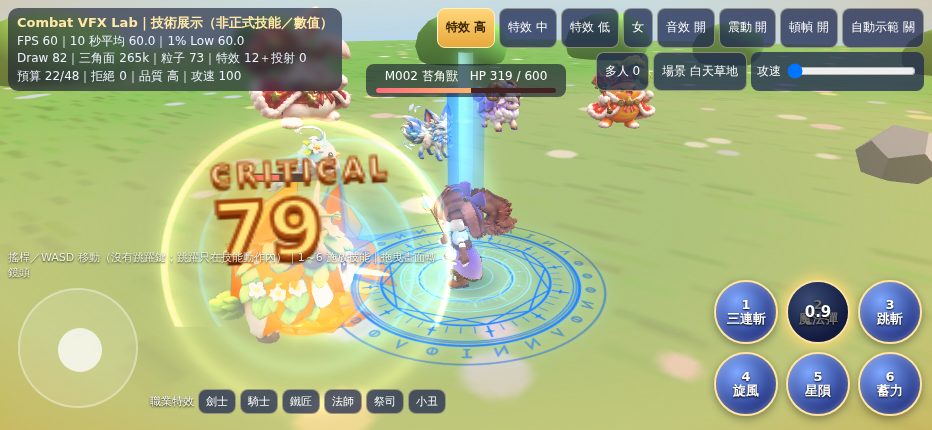 Combat VFX Lab｜技術展示（非正式技能／數值）
FPS 60｜10 秒平均 60.0｜1% Low 60.0
Draw 82｜三角面 265k｜粒子 73｜特效 12＋投射 0
預算 22/48｜拒絕 0｜品質 高｜攻速 100
特效 高
特效 中
特效 低
女
音效 開
震動 開
頓幀 開
自動示範 關
多人 0
場景 白天草地
攻速
M002 苔角獸 HP 319 / 600
CRITICAL
79
搖桿／WASD 移動（沒有跳躍鍵；跳躍只在技能動作內）｜1～6 施放技能｜拖曳畫面轉
鏡頭
1
三連斬
2
魔法彈
0.9
3
跳斬
4
旋風
5
星隕
6
蓄力
職業特效
劍士
騎士
鐵匠
法師
祭司
小丑